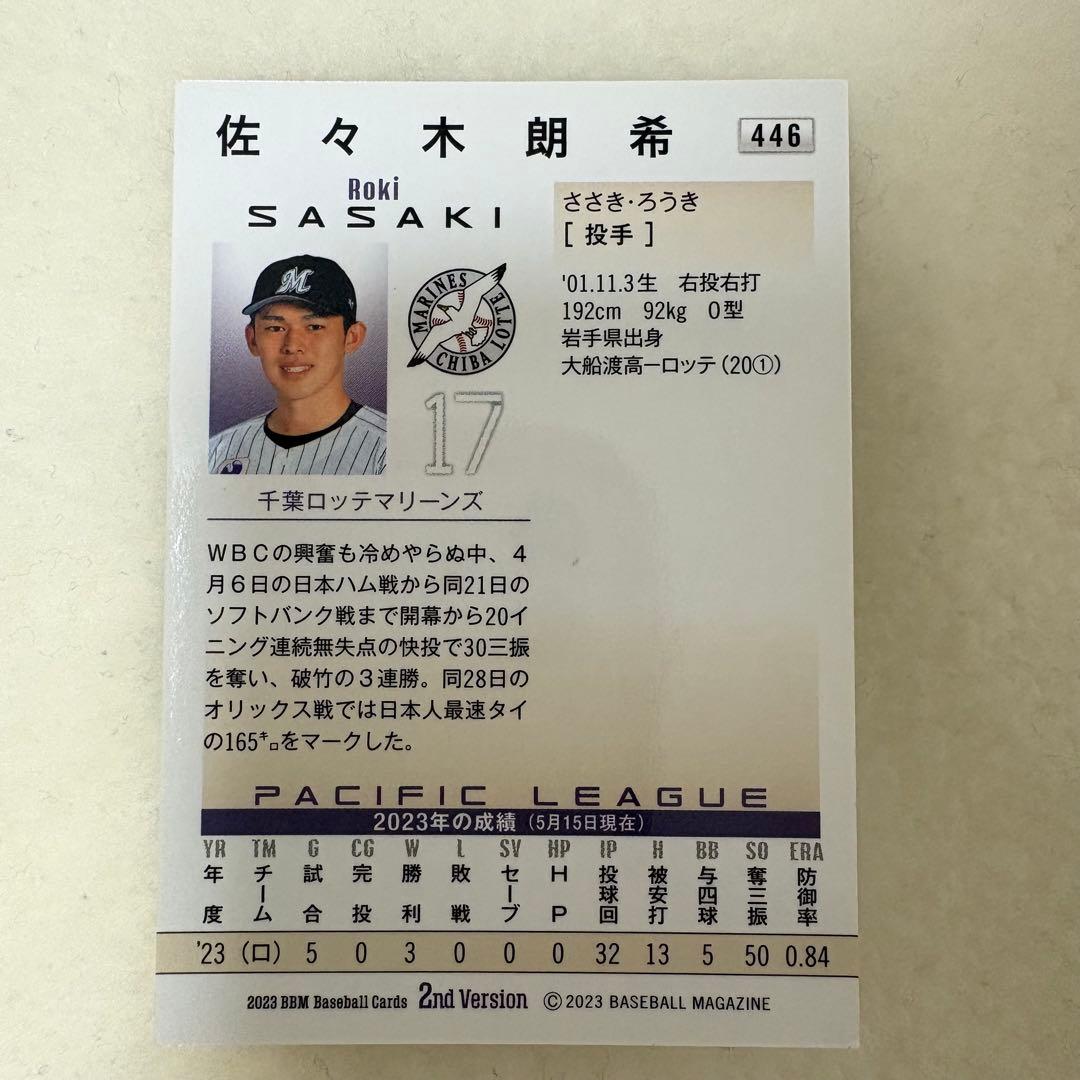 佐々木朗希
446
Roki
SASAKI
ささき・ろうき
[ 投手 ]
MARINES
CHIBA LOTTE
17
'01.11.3生 右投右打
192cm 92kg O型
岩手県出身
大船渡高ーロッテ(20①)
千葉ロッテマリーンズ
WBCの興奮も冷めやらぬ中、4
月6日の日本ハム戦から同21日の
ソフトバンク戦まで開幕から20イ
ニング連続無失点の快投で30三振
を奪い、破竹の3連勝。同28日の
オリックス戦では日本人最速タイ
の165㌔をマークした。
PACIFIC LEAGUE
2023年の成績(5月15日現在)
YR TM G CG W L SV HP IP H BB SO ERA
年度 チーム 試合 完投 勝利 敗戦 セーブ HP 投球回 被安打 与四球 奪三振 防御率
'23 (ロ) 5 0 3 0 0 0 32 13 5 50 0.84
2023 BBM Baseball Cards 2nd Version ©2023 BASEBALL MAGAZINE